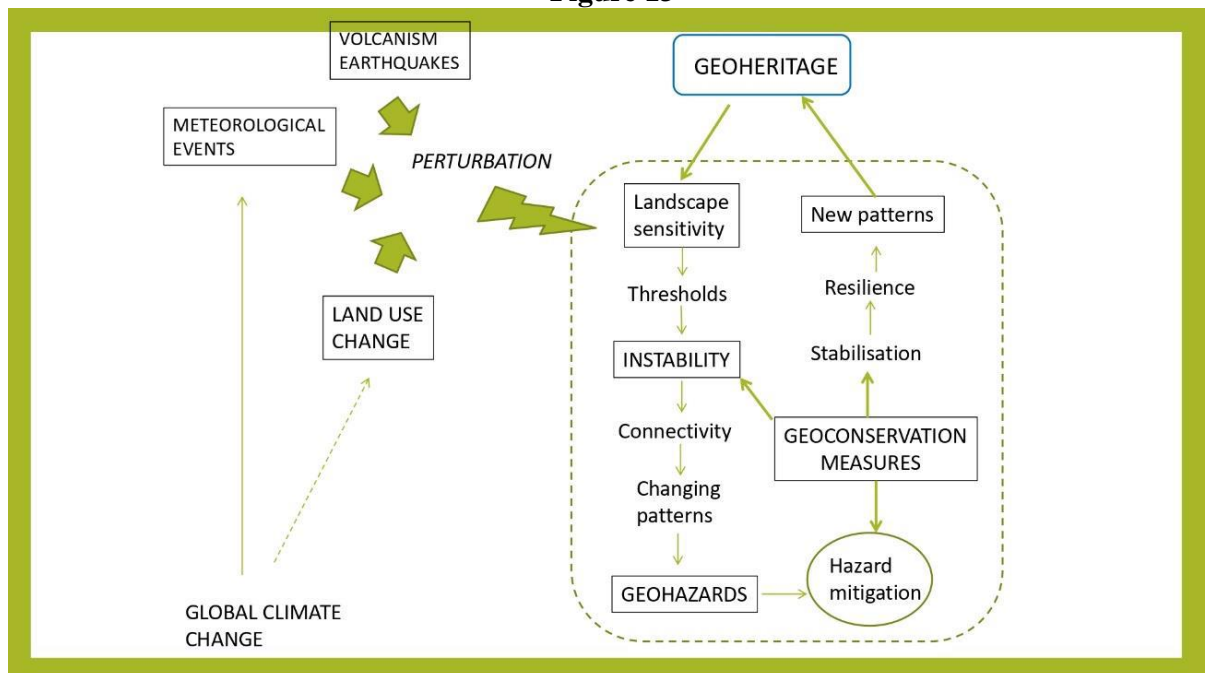 VOLCANISM
EARTHQUAKES
GEOHERITAGE
METEOROLOGICAL
EVENTS
PERTURBATION
Landscape
sensitivity
New patterns
Thresholds
Resilience
LAND USE
CHANGE
INSTABILITY
Stabilisation
Connectivity
GEOCONSERVATION
MEASURES
Changing
patterns
GEOHAZARDS
Hazard
mitigation
GLOBAL CLIMATE
CHANGE